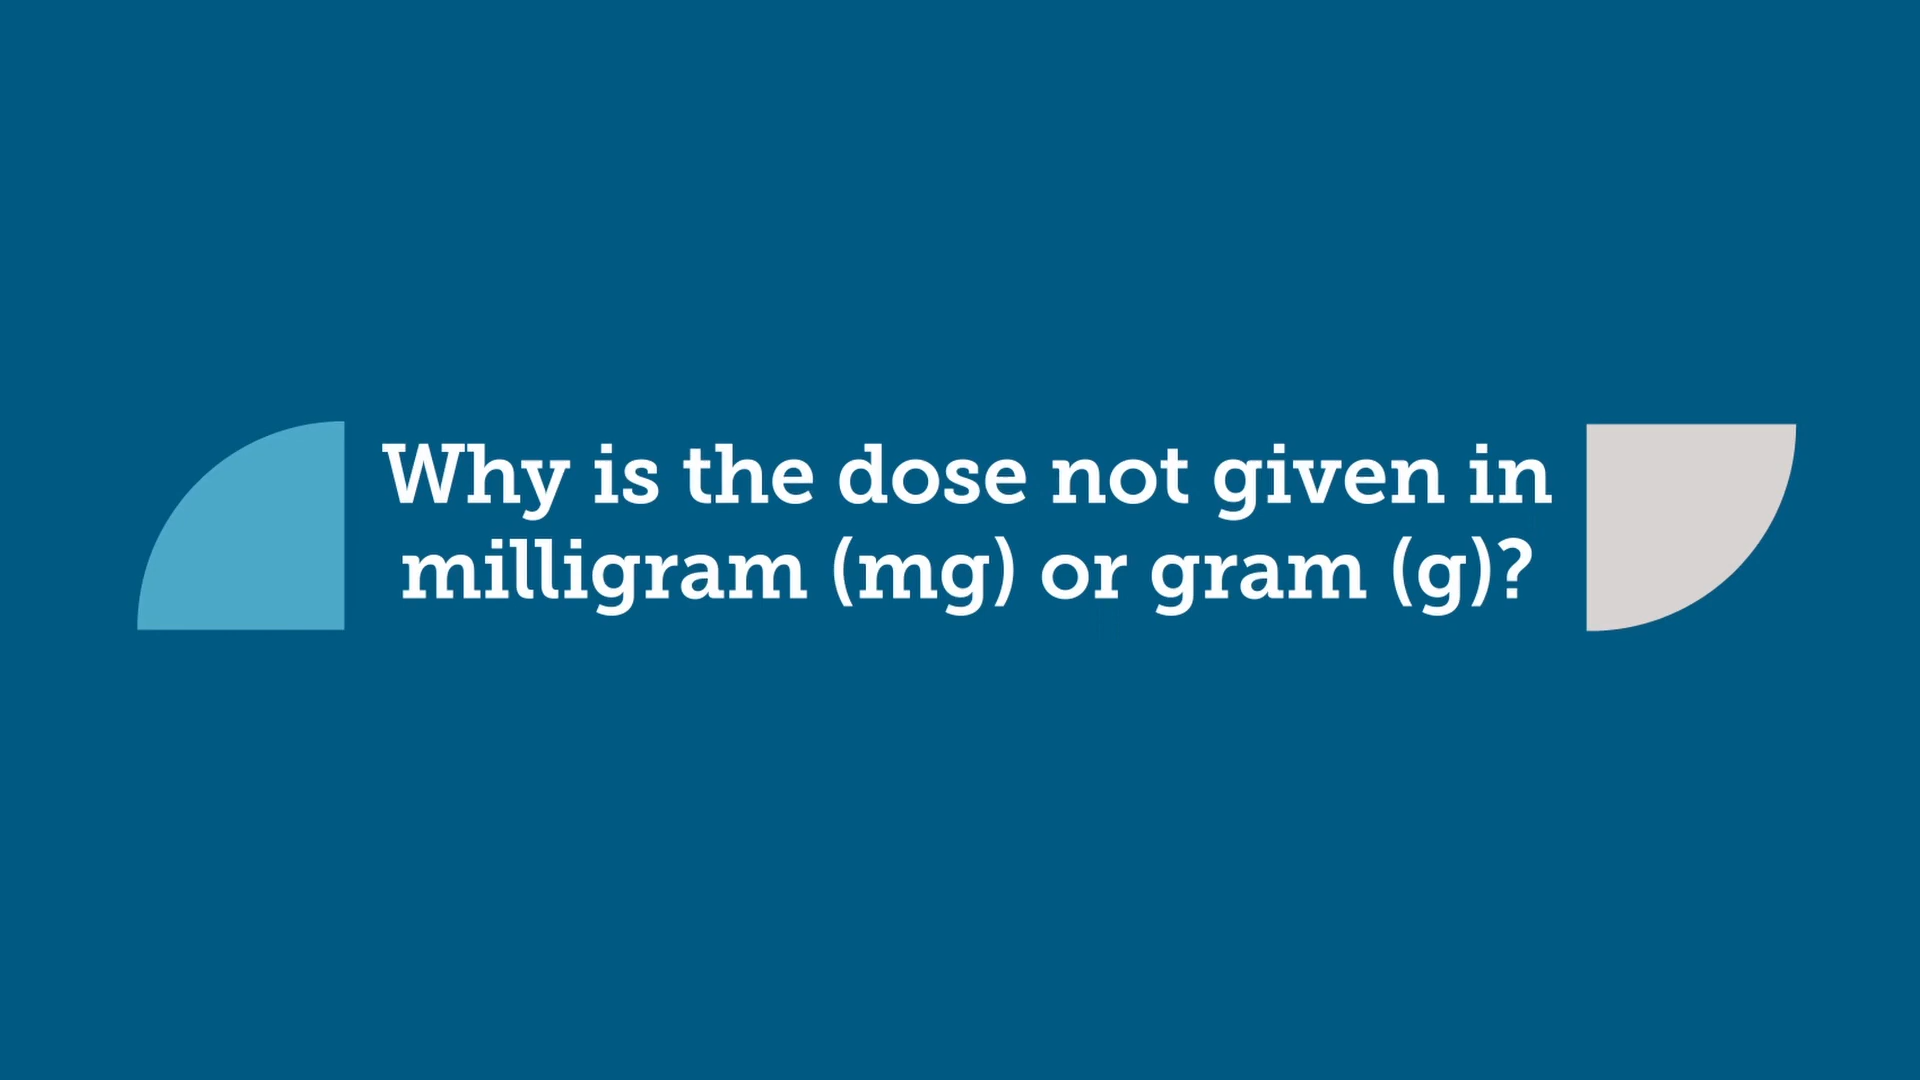 Why is the dose not given in
milligram (mg) or gram (g)?